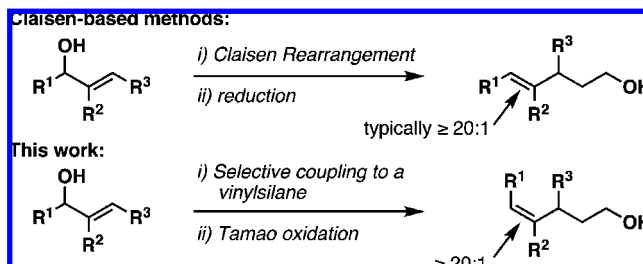 Claisen-based methods:
OH
R¹ R² R³
i) Claisen Rearrangement
ii) reduction
R¹ R² R³ OH
typically ≥ 20:1
This work:
OH
R¹ R² R³
i) Selective coupling to a
vinylsilane
ii) Tamao oxidation
R¹ R³ R² OH
≥ 20:1